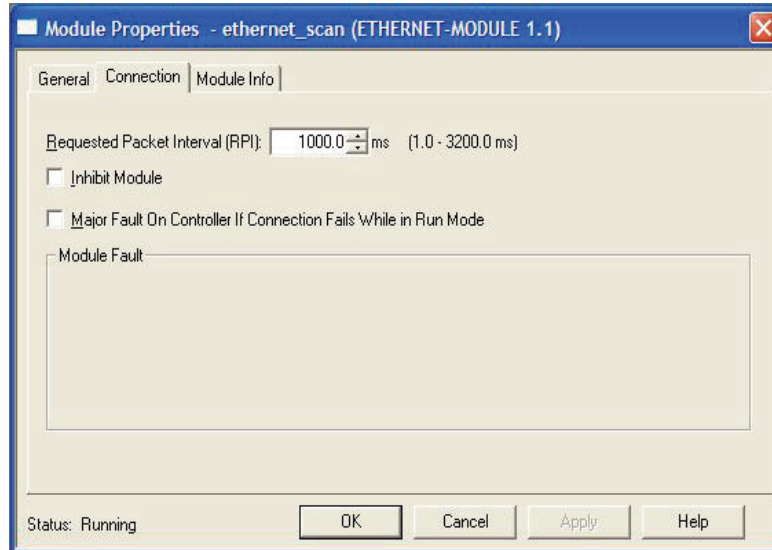 Module Properties - ethernet_scan (ETHERNET-MODULE 1.1)
General Connection Module Info
Requested Packet Interval (RPI): 1000.0 ms (1.0 - 3200.0 ms)
Inhibit Module
Major Fault On Controller If Connection Fails While in Run Mode
Module Fault
Status: Running OK Cancel Apply Help